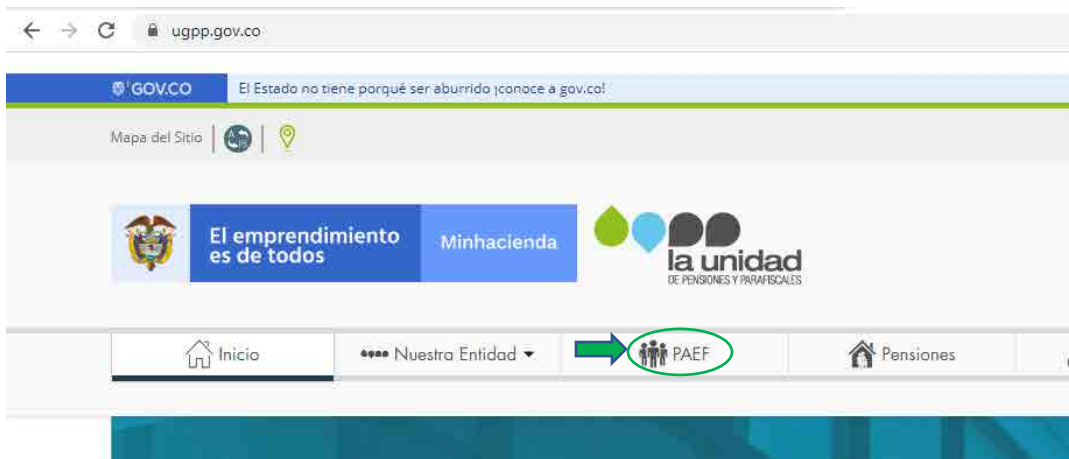 ugpp.gov.co
GOV.CO El Estado no tiene porqué ser aburrido ¡conoce a gov.co!
Mapa del Sitio
El emprendimiento
es de todos
Minhacienda
la unidad
DE PENSIONES Y PARAFISCALES
Inicio Nuestra Entidad PAEF Pensiones